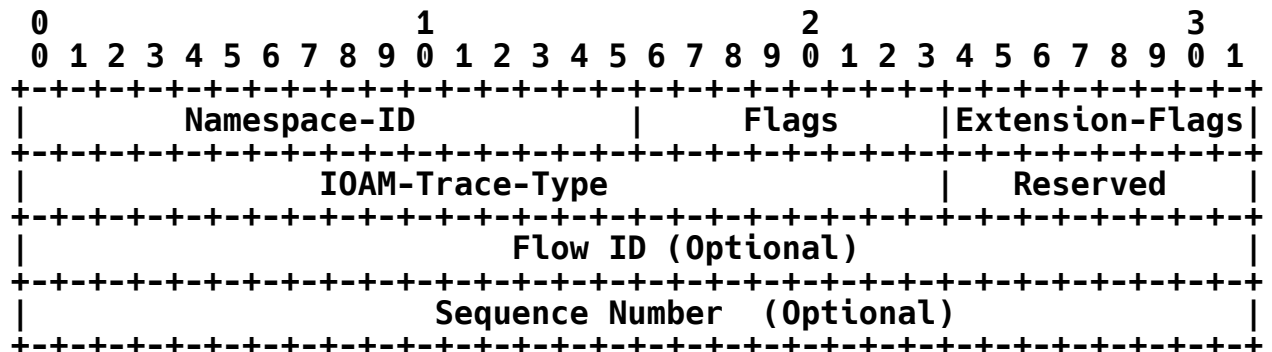 0                   1                   2                   3
 0 1 2 3 4 5 6 7 8 9 0 1 2 3 4 5 6 7 8 9 0 1 2 3 4 5 6 7 8 9 0 1
+-+-+-+-+-+-+-+-+-+-+-+-+-+-+-+-+-+-+-+-+-+-+-+-+-+-+-+-+-+-+-+-+
|        Namespace-ID           |     Flags     |Extension-Flags|
+-+-+-+-+-+-+-+-+-+-+-+-+-+-+-+-+-+-+-+-+-+-+-+-+-+-+-+-+-+-+-+-+
|               IOAM-Trace-Type                 |   Reserved    |
+-+-+-+-+-+-+-+-+-+-+-+-+-+-+-+-+-+-+-+-+-+-+-+-+-+-+-+-+-+-+-+-+
|                         Flow ID (Optional)                    |
+-+-+-+-+-+-+-+-+-+-+-+-+-+-+-+-+-+-+-+-+-+-+-+-+-+-+-+-+-+-+-+-+
|                     Sequence Number  (Optional)               |
+-+-+-+-+-+-+-+-+-+-+-+-+-+-+-+-+-+-+-+-+-+-+-+-+-+-+-+-+-+-+-+-+